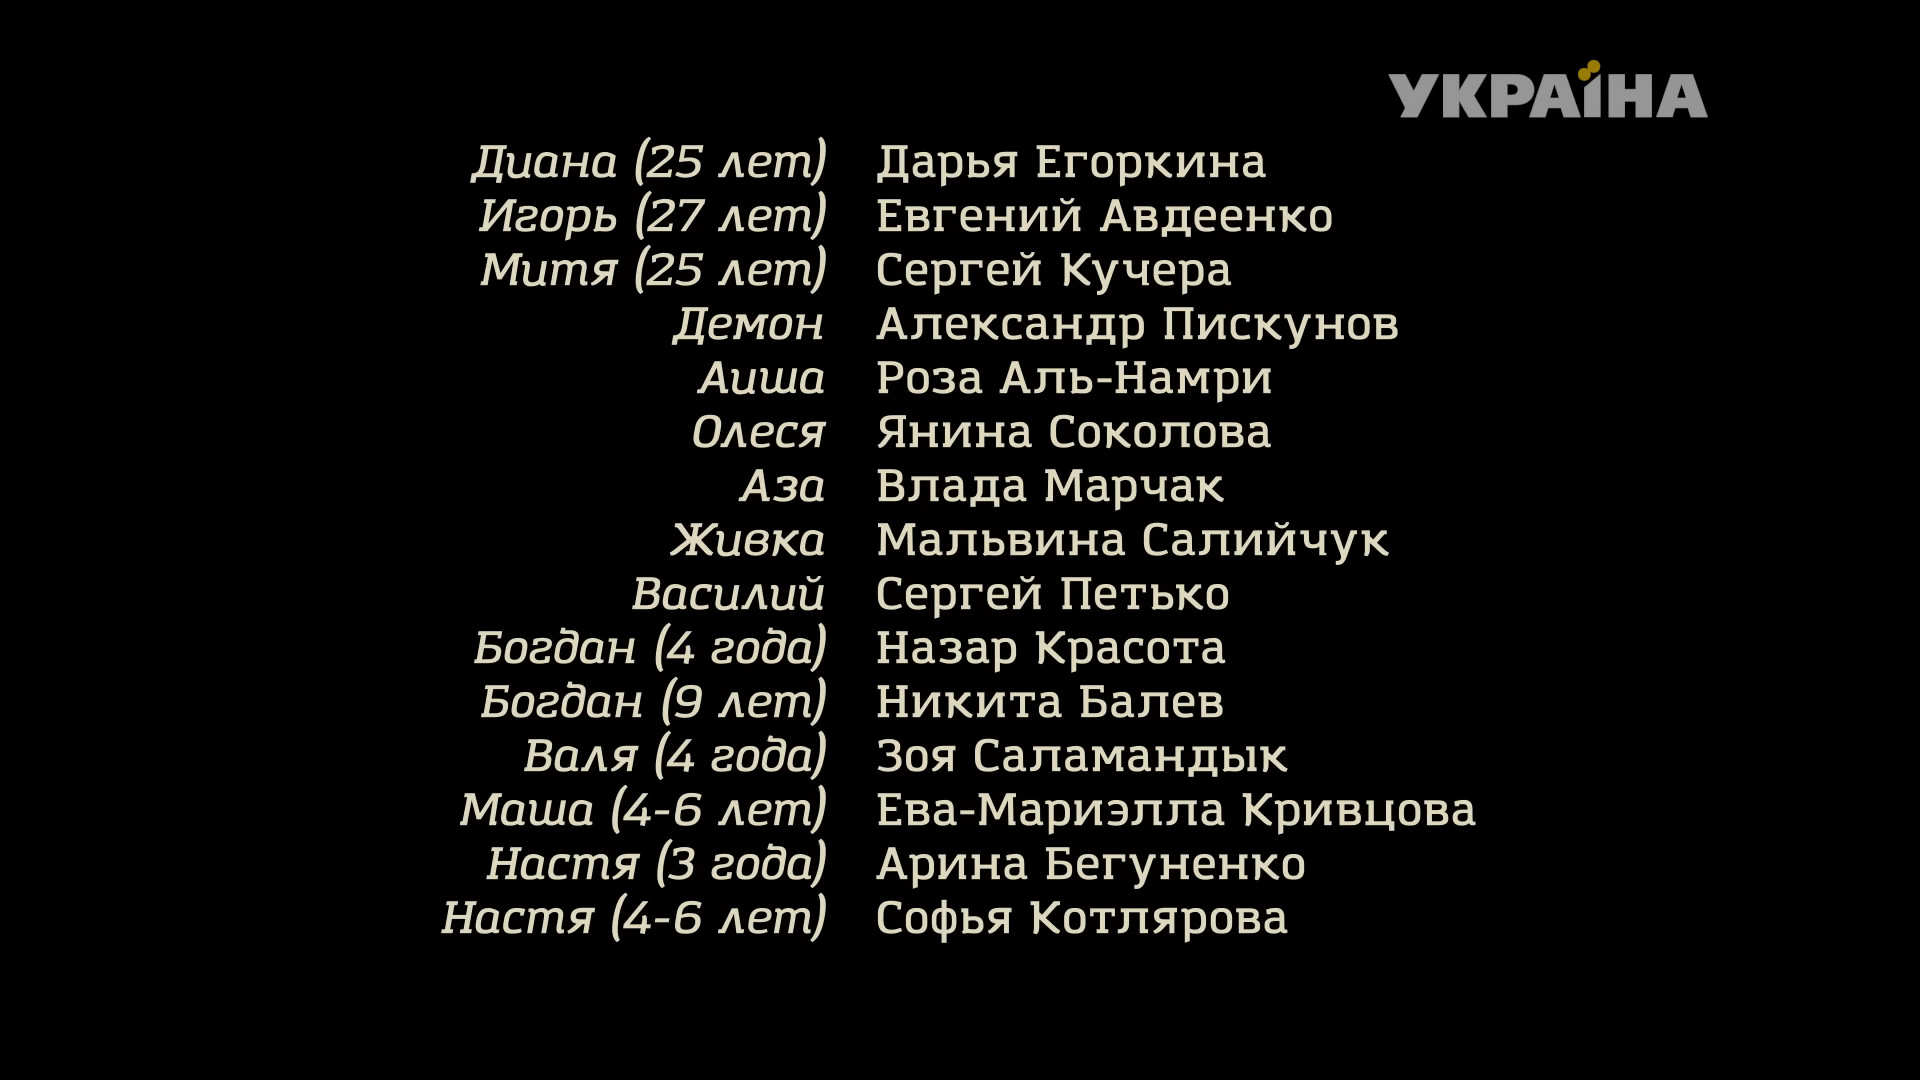 УКРАЇНА
Диана (25 лет) Дарья Егоркина
Игорь (27 лет) Евгений Авдеенко
Митя (25 лет) Сергей Кучера
Демон Александр Пискунов
Аиша Роза Аль-Намри
Олеся Янина Соколова
Аза Влада Марчак
Живка Мальвина Салийчук
Василий Сергей Петько
Богдан (4 года) Назар Красота
Богдан (9 лет) Никита Балев
Валя (4 года) Зоя Саламандык
Маша (4-6 лет) Ева-Мариэлла Кривцова
Настя (3 года) Арина Бегуненко
Настя (4-6 лет) Софья Котлярова